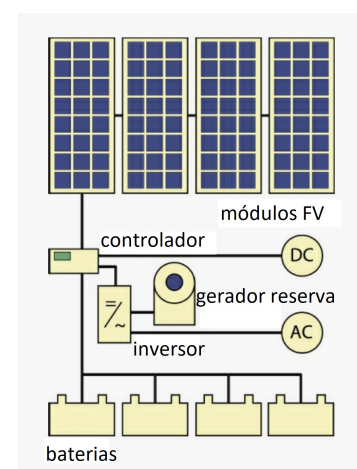 módulos FV
controlador
DC
gerador reserva
=/~
AC
inversor
baterias